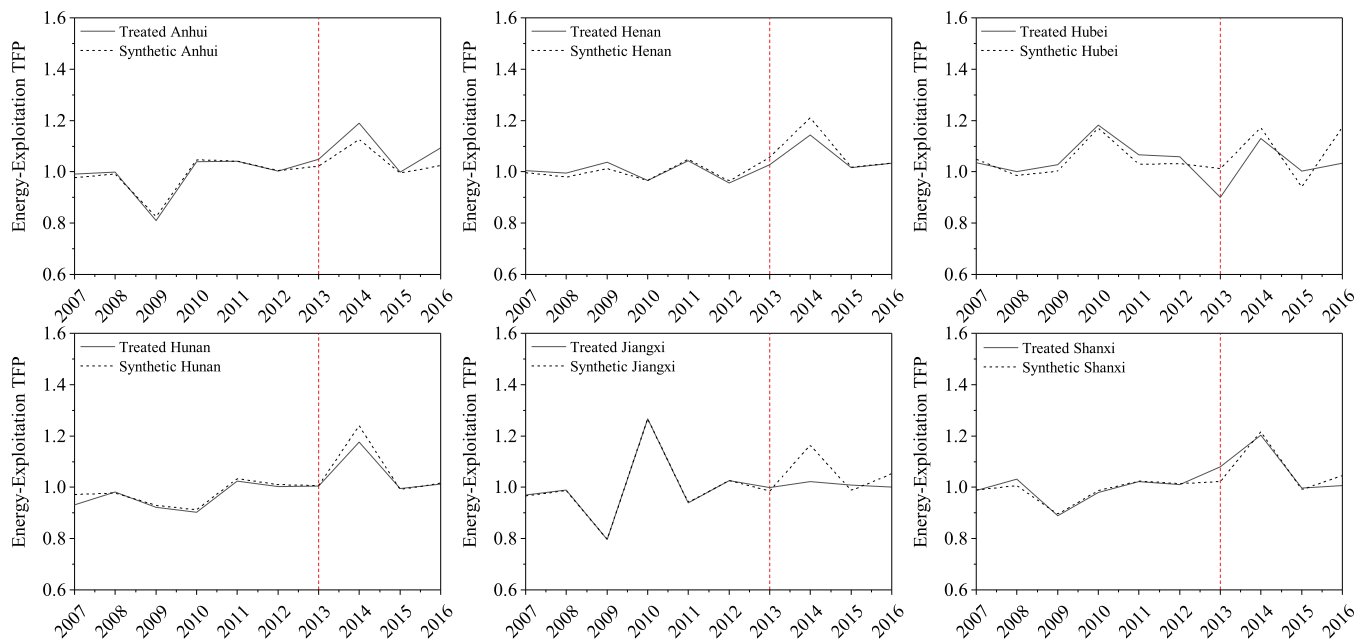 Energy-Exploitation TFP
1.6
1.4
1.2
1.0
0.8
0.6
Treated Anhui
Synthetic Anhui
2007 2008 2009 2010 2011 2012 2013 2014 2015 2016
Energy-Exploitation TFP
1.6
1.4
1.2
1.0
0.8
0.6
Treated Henan
Synthetic Henan
2007 2008 2009 2010 2011 2012 2013 2014 2015 2016
Energy-Exploitation TFP
1.6
1.4
1.2
1.0
0.8
0.6
Treated Hubei
Synthetic Hubei
2007 2008 2009 2010 2011 2012 2013 2014 2015 2016
Energy-Exploitation TFP
1.6
1.4
1.2
1.0
0.8
0.6
Treated Hunan
Synthetic Hunan
2007 2008 2009 2010 2011 2012 2013 2014 2015 2016
Energy-Exploitation TFP
1.6
1.4
1.2
1.0
0.8
0.6
Treated Jiangxi
Synthetic Jiangxi
2007 2008 2009 2010 2011 2012 2013 2014 2015 2016
Energy-Exploitation TFP
1.6
1.4
1.2
1.0
0.8
0.6
Treated Shanxi
Synthetic Shanxi
2007 2008 2009 2010 2011 2012 2013 2014 2015 2016